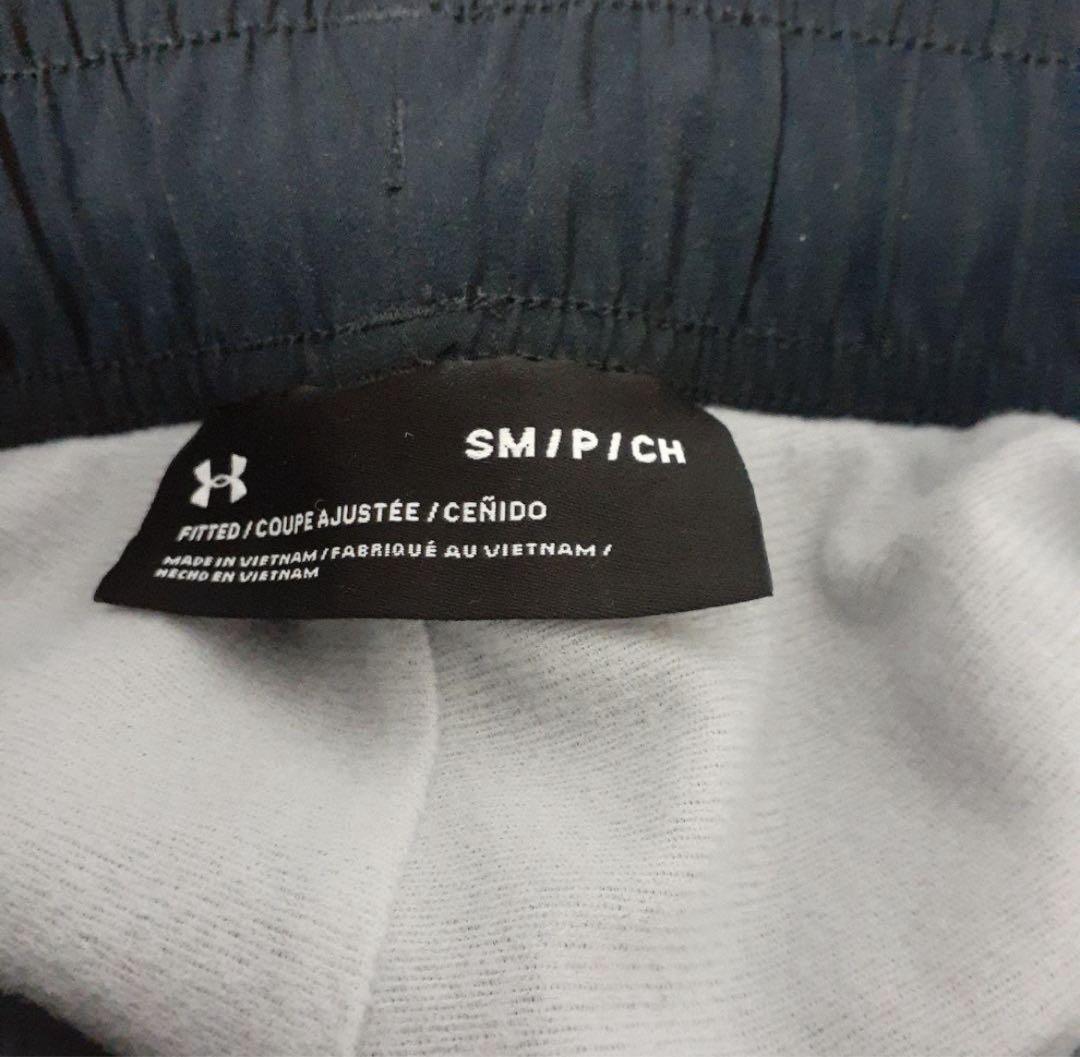 SM/P/CH
FITTED/COUPE AJUSTÉE/CEÑIDO
MADE IN VIETNAM/FABRIQUÉ AU VIETNAM/
HECHO EN VIETNAM